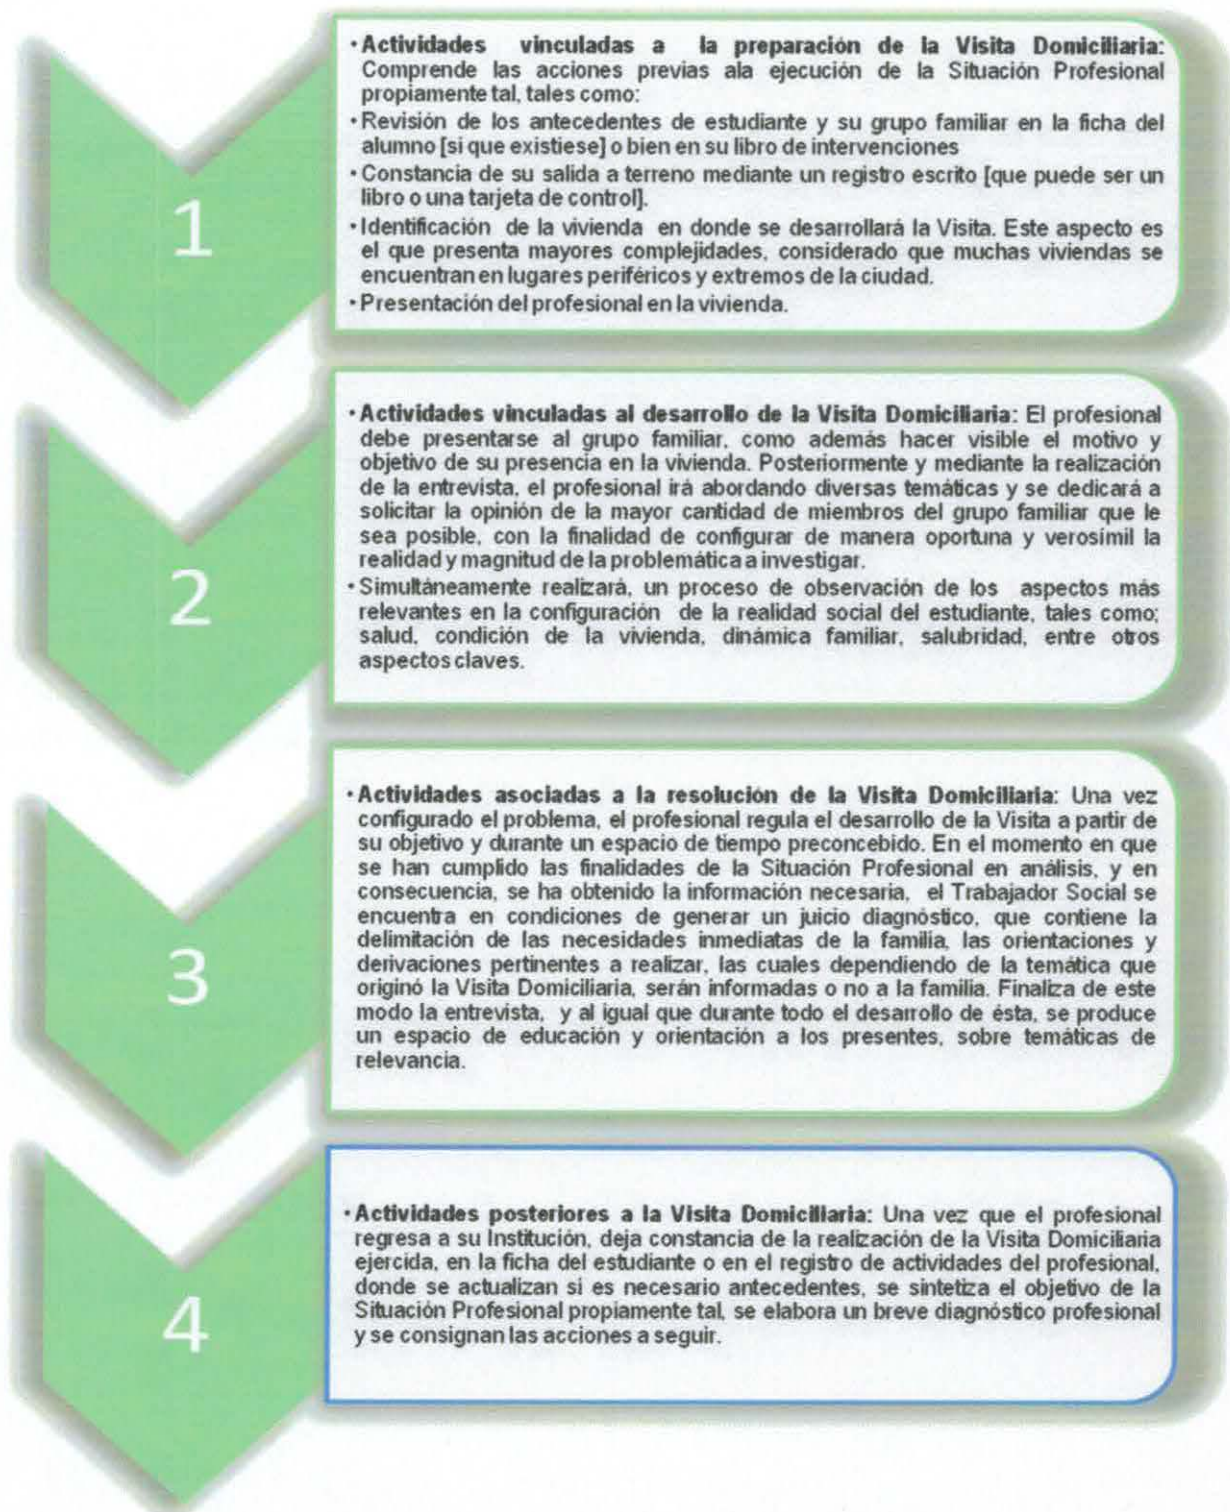 1
•Actividades vinculadas a la preparación de la Visita Domiciliaria:
Comprende las acciones previas ala ejecución de la Situación Profesional
propiamente tal, tales como:
•Revisión de los antecedentes de estudiante y su grupo familiar en la ficha del
alumno [si que existiese] o bien en su libro de intervenciones
•Constancia de su salida a terreno mediante un registro escrito [que puede ser un
libro o una tarjeta de control].
•Identificación de la vivienda en donde se desarrollará la Visita. Este aspecto es
el que presenta mayores complejidades, considerado que muchas viviendas se
encuentran en lugares periféricos y extremos de la ciudad.
•Presentación del profesional en la vivienda.
2
•Actividades vinculadas al desarrollo de la Visita Domiciliaria: El profesional
debe presentarse al grupo familiar, como además hacer visible el motivo y
objetivo de su presencia en la vivienda. Posteriormente y mediante la realización
de la entrevista, el profesional irá abordando diversas temáticas y se dedicará a
solicitar la opinión de la mayor cantidad de miembros del grupo familiar que le
sea posible, con la finalidad de configurar de manera oportuna y verosímil la
realidad y magnitud de la problemática a investigar.
•Simultáneamente realizará, un proceso de observación de los aspectos más
relevantes en la configuración de la realidad social del estudiante, tales como;
salud, condición de la vivienda, dinámica familiar, salubridad, entre otros
aspectos claves.
3
•Actividades asociadas a la resolución de la Visita Domiciliaria: Una vez
configurado el problema, el profesional regula el desarrollo de la Visita a partir de
su objetivo y durante un espacio de tiempo preconcebido. En el momento en que
se han cumplido las finalidades de la Situación Profesional en análisis, y en
consecuencia, se ha obtenido la información necesaria, el Trabajador Social se
encuentra en condiciones de generar un juicio diagnóstico, que contiene la
delimitación de las necesidades inmediatas de la familia, las orientaciones y
derivaciones pertinentes a realizar, las cuales dependiendo de la temática que
originó la Visita Domiciliaria, serán informadas o no a la familia. Finaliza de este
modo la entrevista, y al igual que durante todo el desarrollo de ésta, se produce
un espacio de educación y orientación a los presentes, sobre temáticas de
relevancia.
4
•Actividades posteriores a la Visita Domiciliaria: Una vez que el profesional
regresa a su Institución, deja constancia de la realización de la Visita Domiciliaria
ejercida, en la ficha del estudiante o en el registro de actividades del profesional,
donde se actualizan si es necesario antecedentes, se sintetiza el objetivo de la
Situación Profesional propiamente tal, se elabora un breve diagnóstico profesional
y se consignan las acciones a seguir.